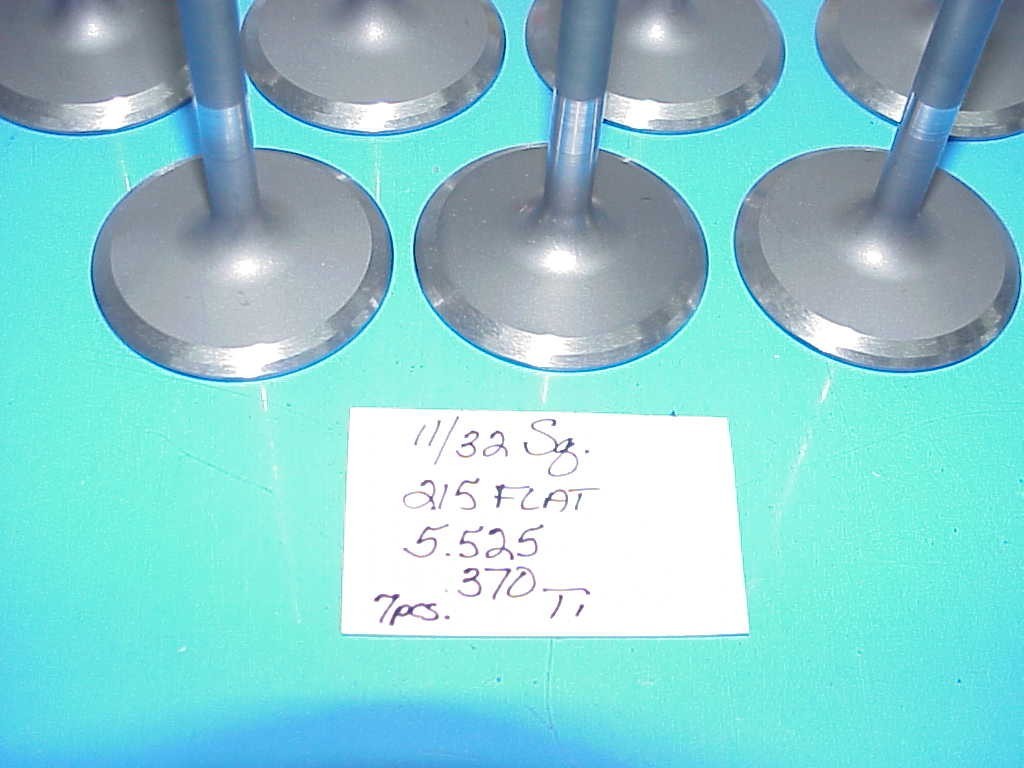 11/32 Sq.
215 FLAT
5.525
.370
7pcs. Ti